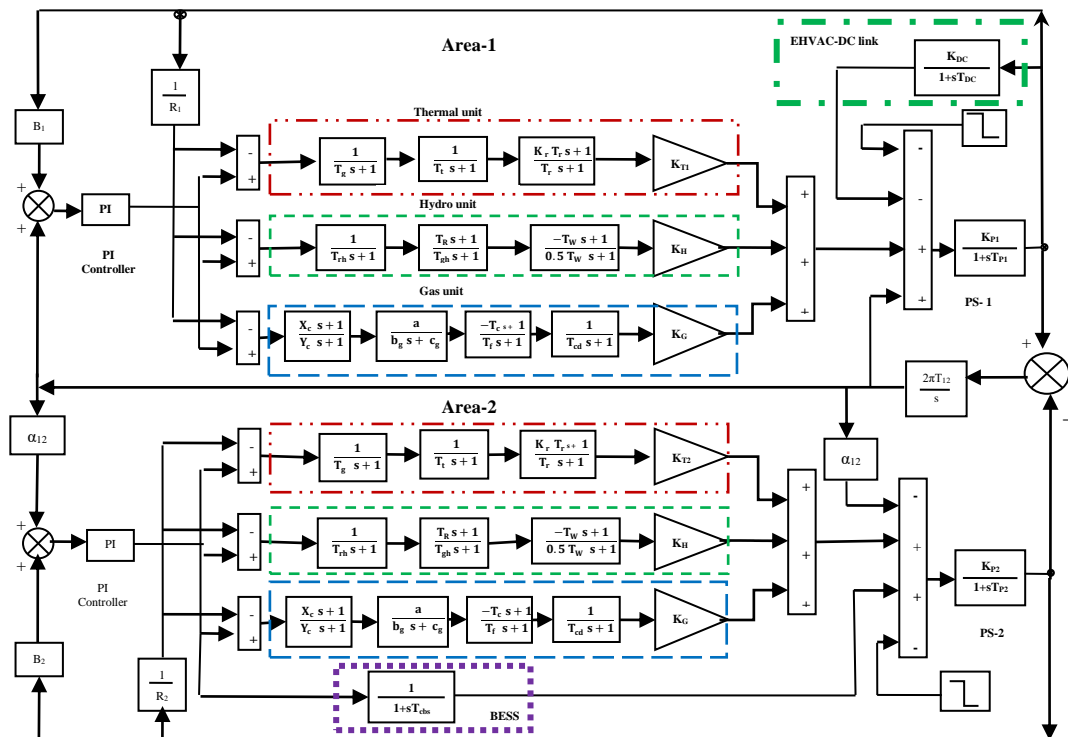 Area-1
EHVAC-DC link
K_DC
1+sT_DC
1
R_1
B_1
Thermal unit
-
+
1
T_g s + 1
1
T_t s + 1
K_r T_r s + 1
T_r s + 1
K_T1
-
+
+
PI
PI
Controller
Hydro unit
-
+
1
T_rh s + 1
T_R s + 1
T_gh s + 1
−T_W s + 1
0.5 T_W s + 1
K_H
+
+
+
-
-
+
+
K_P1
1+sT_P1
PS- 1
Gas unit
-
+
X_c s + 1
Y_c s + 1
a
b_g s + c_g
−T_c s + 1
T_f s + 1
1
T_cd s + 1
K_G
+
−
2πT_12
s
Area-2
α_12
α_12
-
+
1
T_g s + 1
1
T_t s + 1
K_r T_r s + 1
T_r s + 1
K_T2
+
+
PI
PI
Controller
-
+
1
T_rh s + 1
T_R s + 1
T_gh s + 1
−T_W s + 1
0.5 T_W s + 1
K_H
+
+
+
-
+
+
-
K_P2
1+sT_P2
PS-2
-
+
X_c s + 1
Y_c s + 1
a
b_g s + c_g
−T_c s + 1
T_f s + 1
1
T_cd s + 1
K_G
B_2
1
R_2
1
1+sT_cbs
BESS